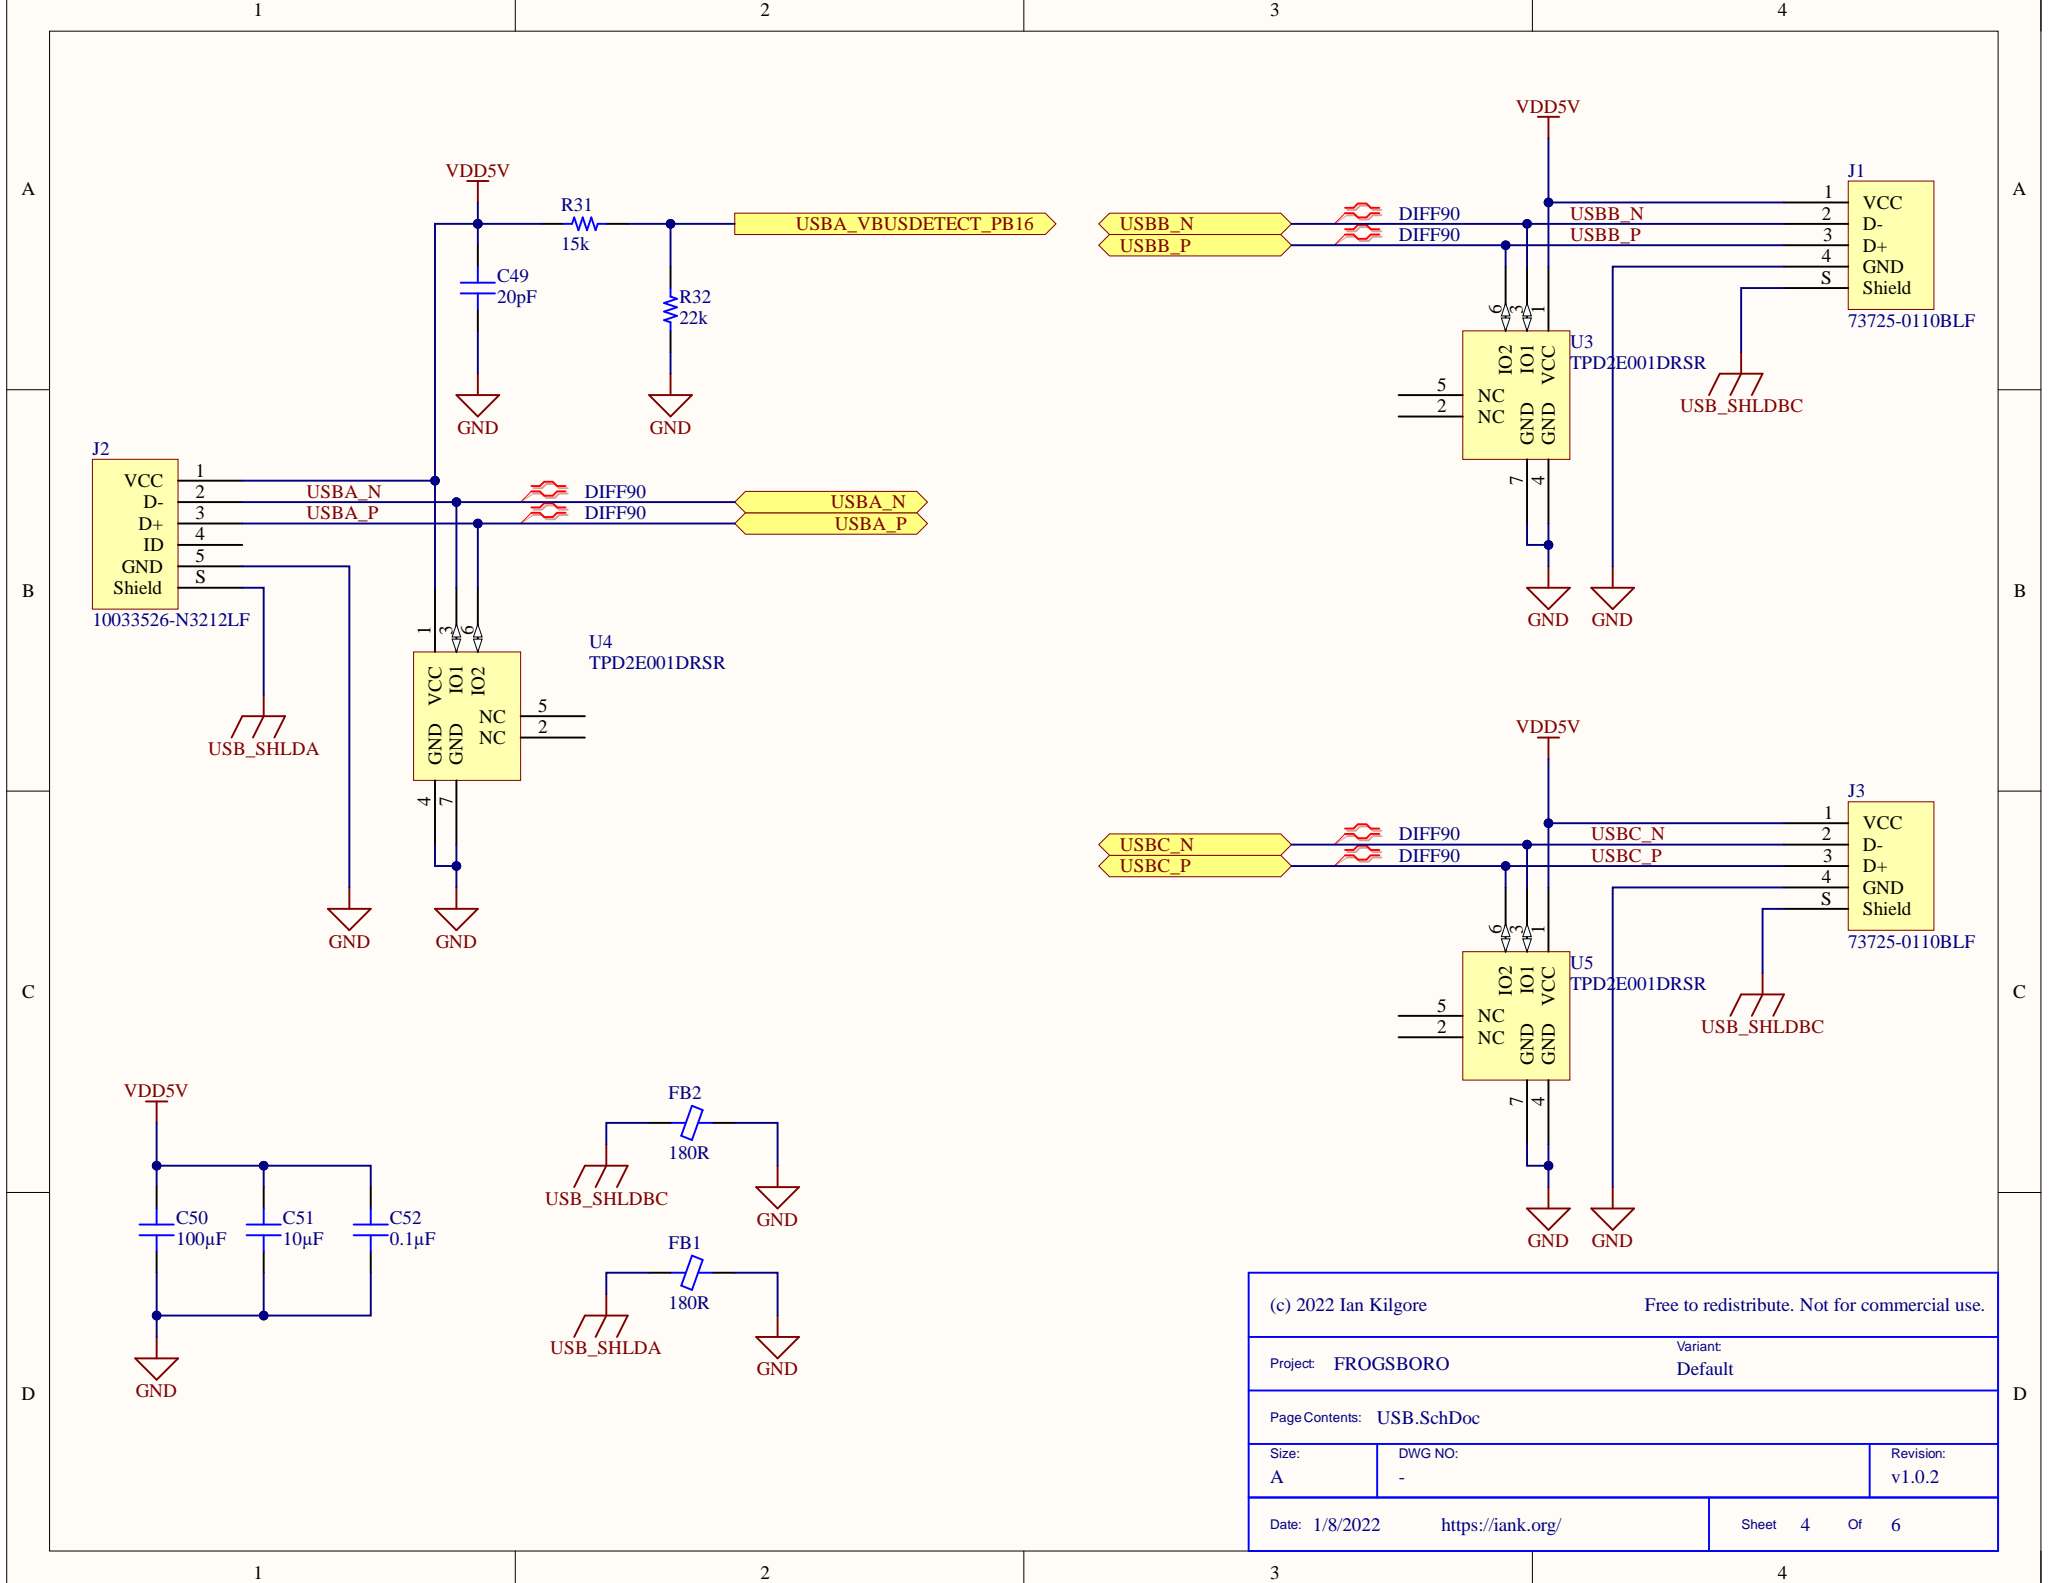 1 2 3 4
A A
B B
C C
D D
1 2 3 4
VDD5V
R31
15k
USBA_VBUSDETECT_PB16
C49
20pF
R32
22k
GND
GND
J2
VCC 1
D- 2 USBA_N DIFF90 USBA_N
D+ 3 USBA_P DIFF90 USBA_P
ID 4
GND 5
Shield S
10033526-N3212LF
USB_SHLDA
GND
1 3 6
U4
TPD2E001DRSR
VCC IO1 IO2
NC 5
NC 2
GND GND
4 7
GND
VDD5V
J1
1 VCC
USBB_N DIFF90 USBB_N 2 D-
USBB_P DIFF90 USBB_P 3 D+
4 GND
S Shield
73725-0110BLF
USB_SHLDBC
6 3 1
U3
TPD2E001DRSR
IO2 IO1 VCC
5 NC
2 NC
GND GND
7 4
GND
GND
VDD5V
J3
1 VCC
USBC_N DIFF90 USBC_N 2 D-
USBC_P DIFF90 USBC_P 3 D+
4 GND
S Shield
73725-0110BLF
USB_SHLDBC
6 3 1
U5
TPD2E001DRSR
IO2 IO1 VCC
5 NC
2 NC
GND GND
7 4
GND
GND
VDD5V
C50
100µF
C51
10µF
C52
0.1µF
GND
FB2
180R
USB_SHLDBC
GND
FB1
180R
USB_SHLDA
GND
(c) 2022 Ian Kilgore Free to redistribute. Not for commercial use.
Project: FROGSBORO
Variant:
Default
Page Contents: USB.SchDoc
Size:
A
DWG NO:
-
Revision:
v1.0.2
Date: 1/8/2022 https://iank.org/ Sheet 4 Of 6